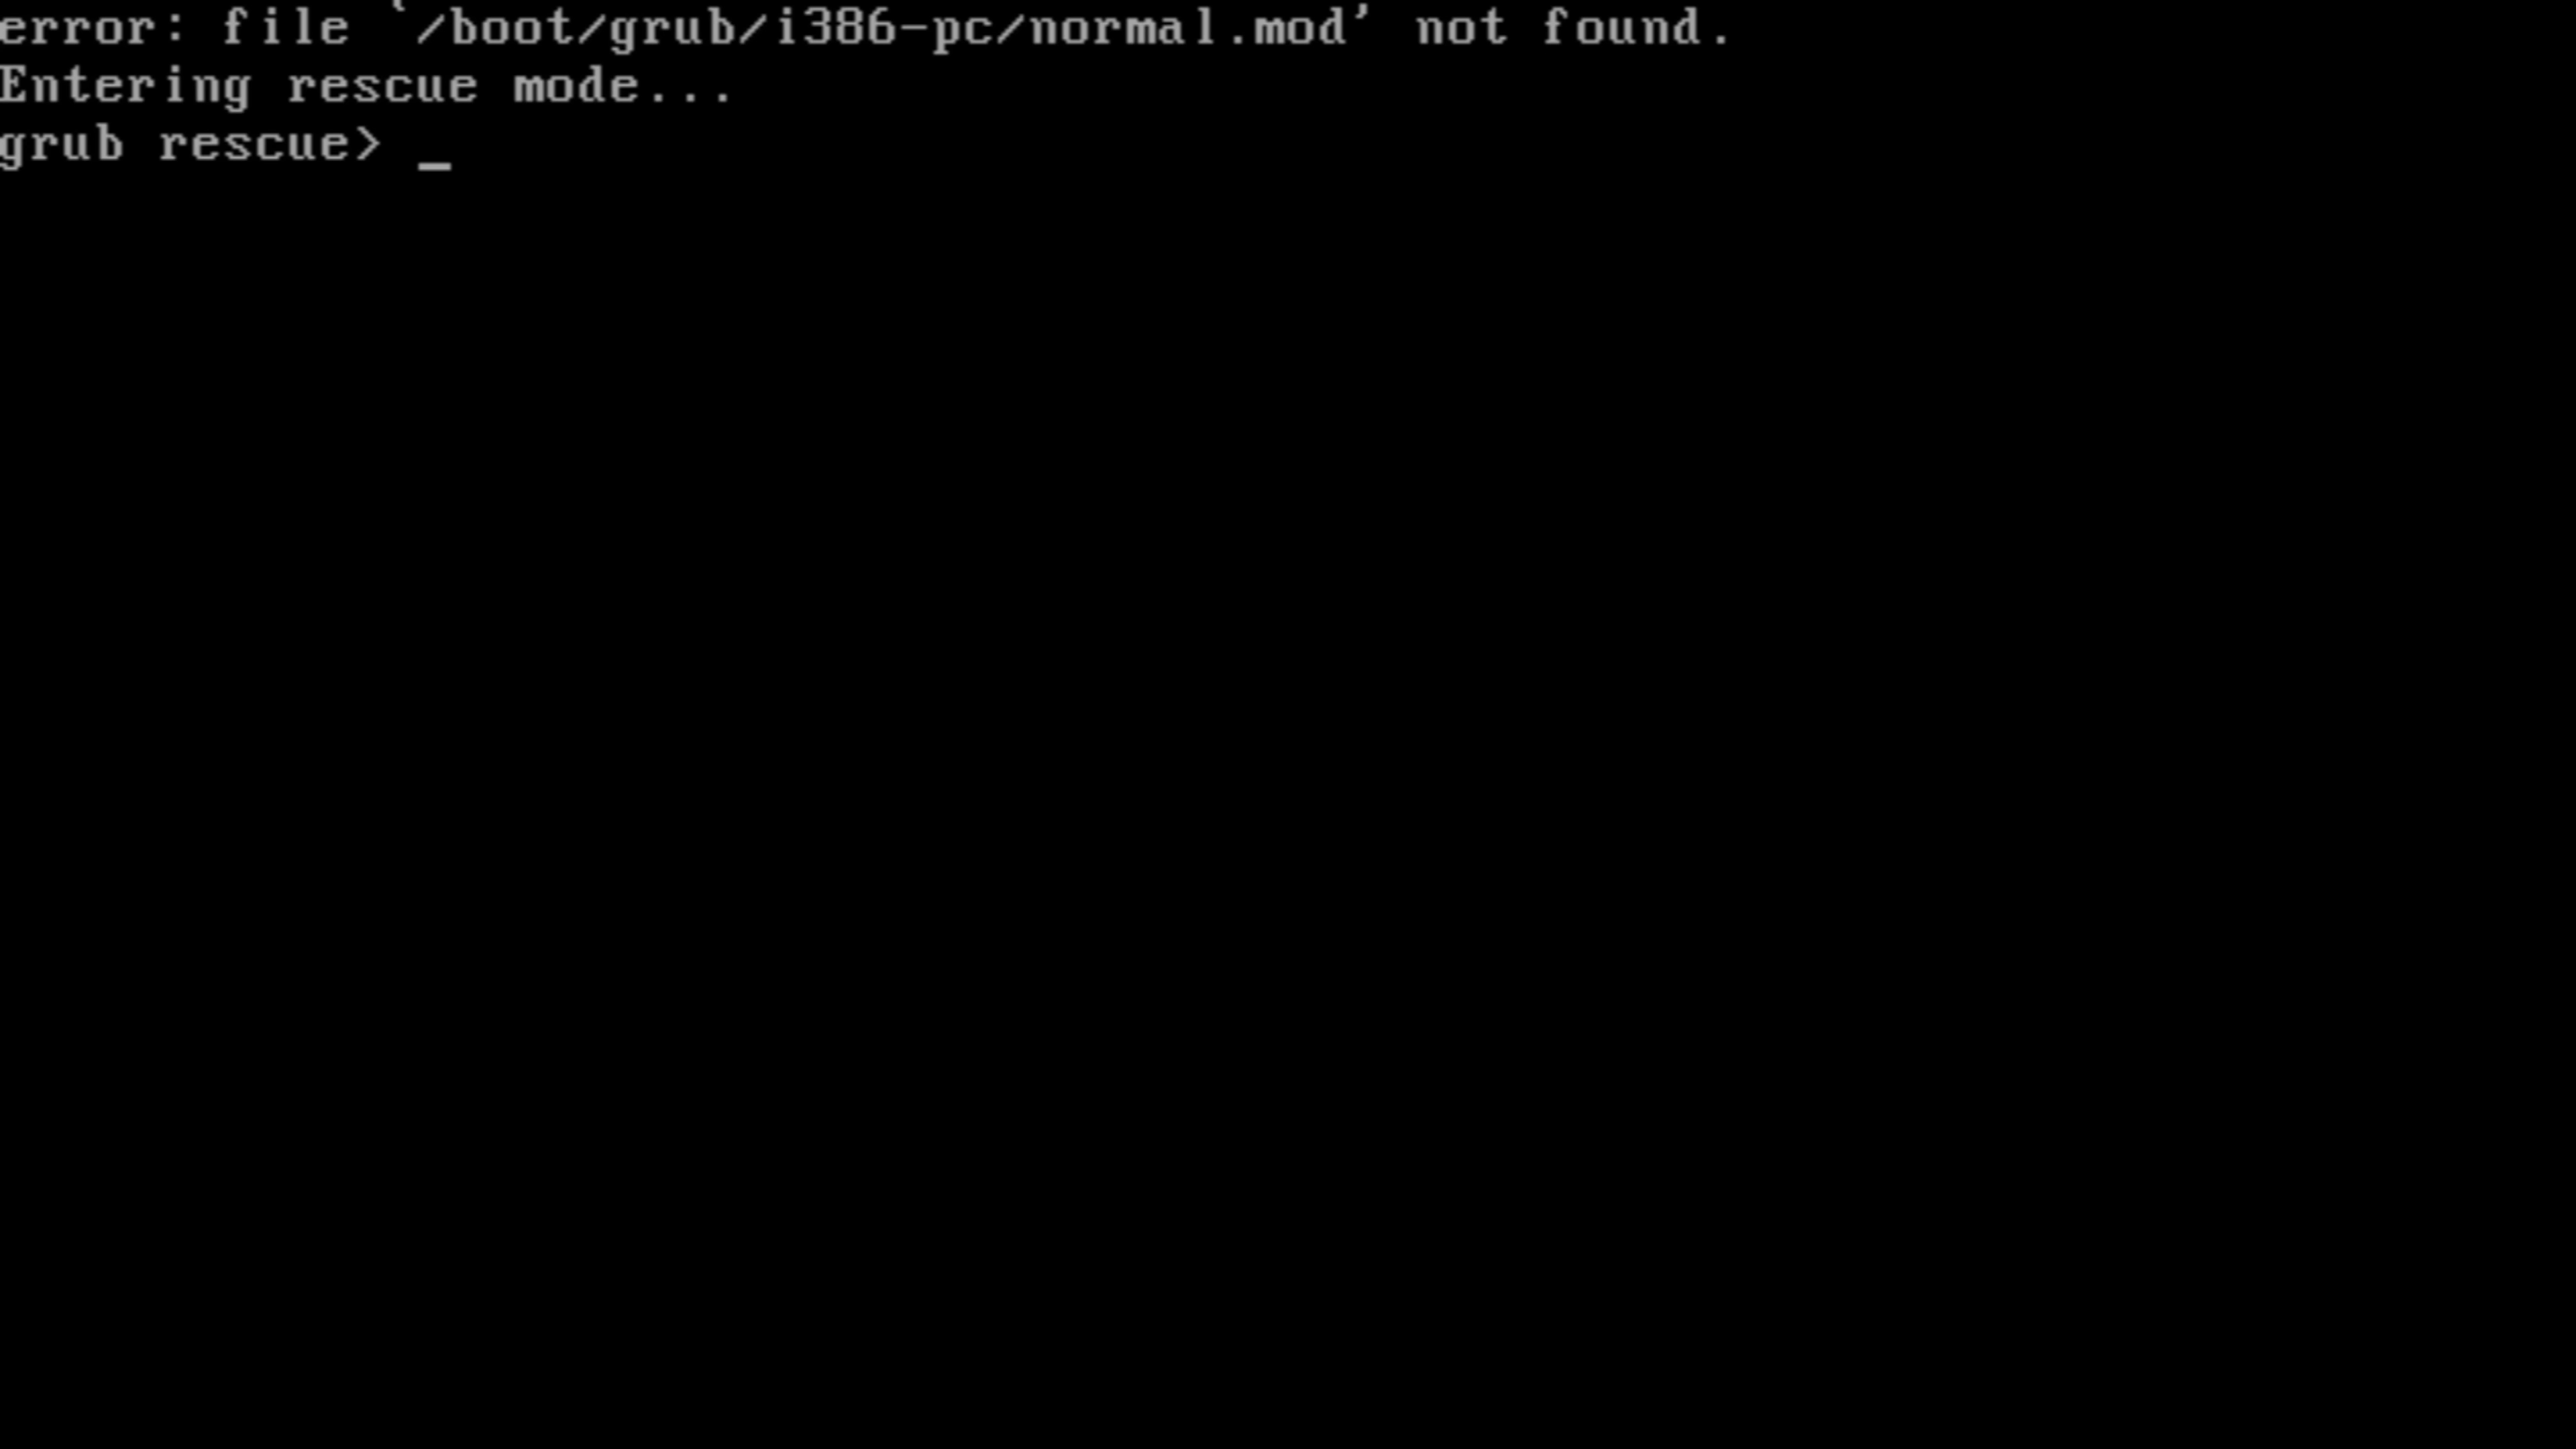 error: file `/boot/grub/i386-pc/normal.mod' not found.
Entering rescue mode...
grub rescue> _